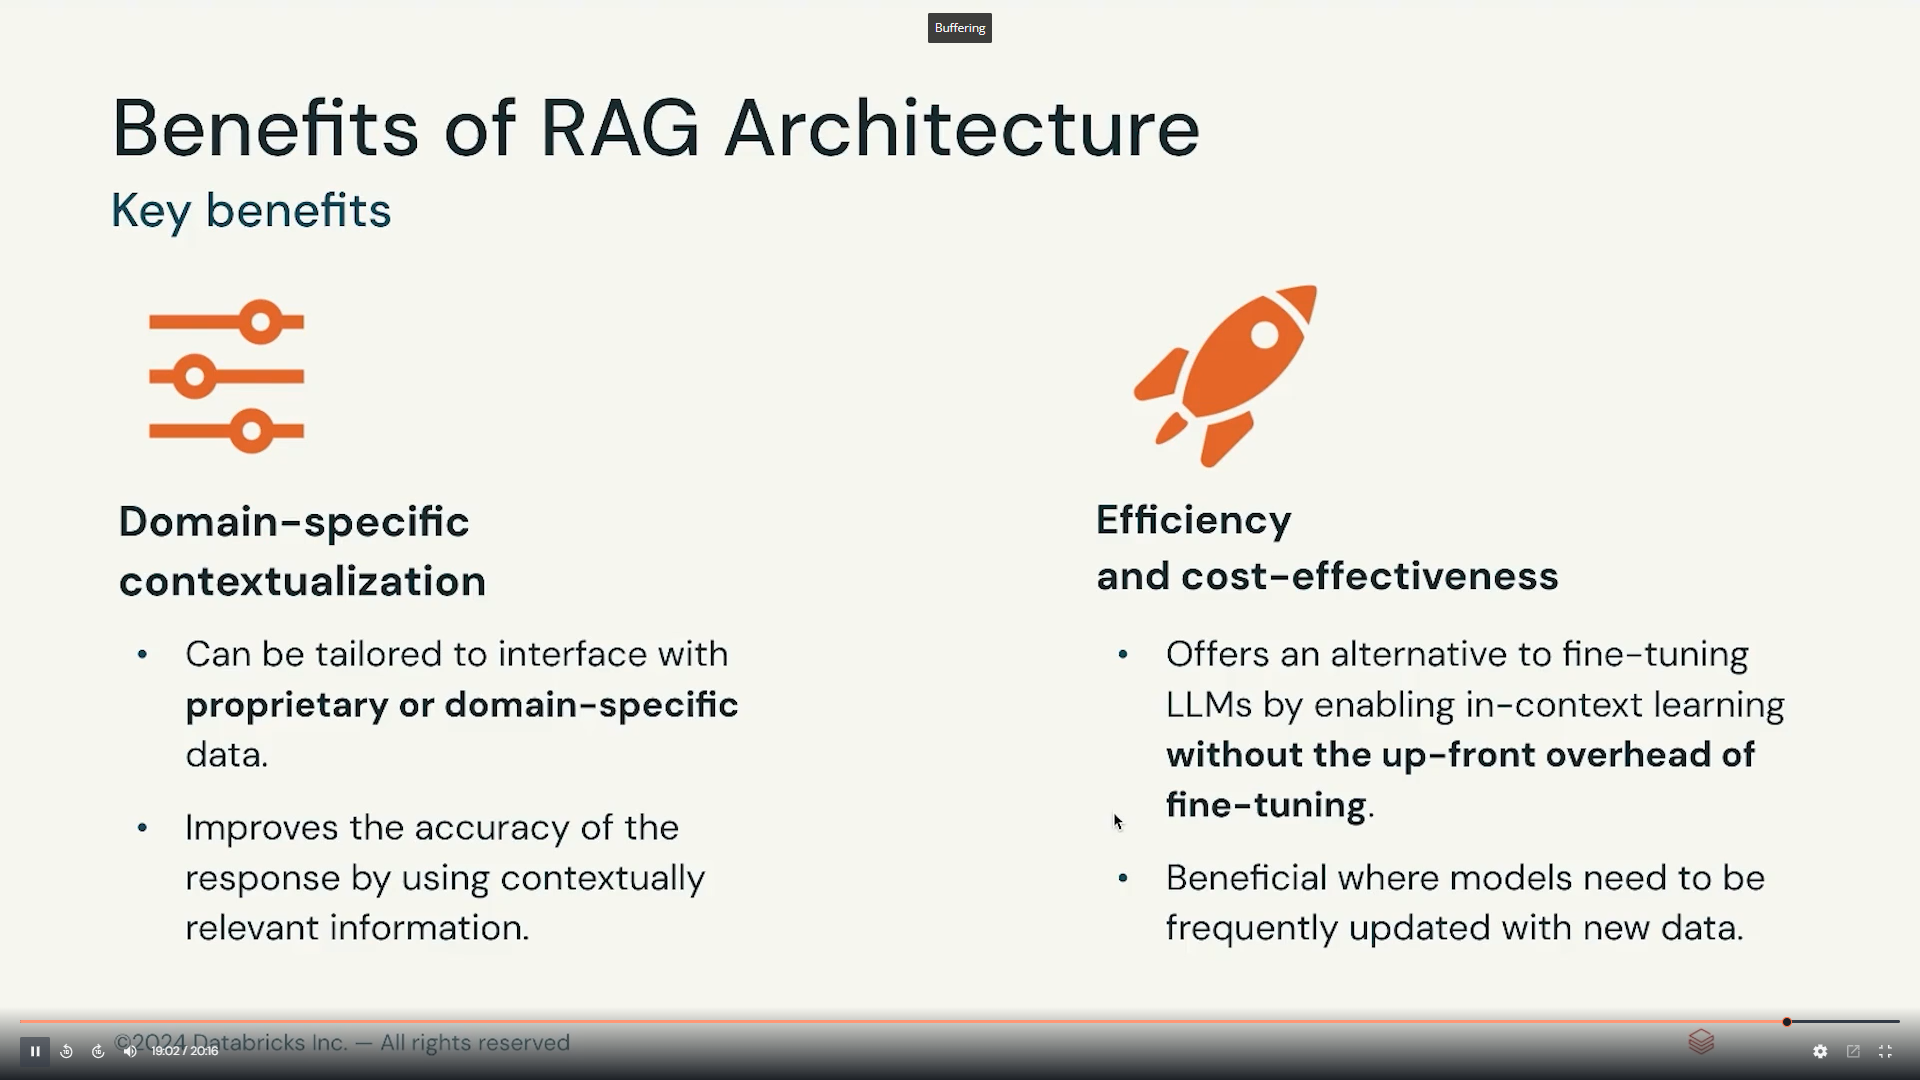 Buffering
Benefits of RAG Architecture
Key benefits
Domain-specific
contextualization
• Can be tailored to interface with
proprietary or domain-specific
data.
• Improves the accuracy of the
response by using contextually
relevant information.
Efficiency
and cost-effectiveness
• Offers an alternative to fine-tuning
LLMs by enabling in-context learning
without the up-front overhead of
fine-tuning.
• Beneficial where models need to be
frequently updated with new data.
©2024 Databricks Inc. — All rights reserved
19:02 / 20:16